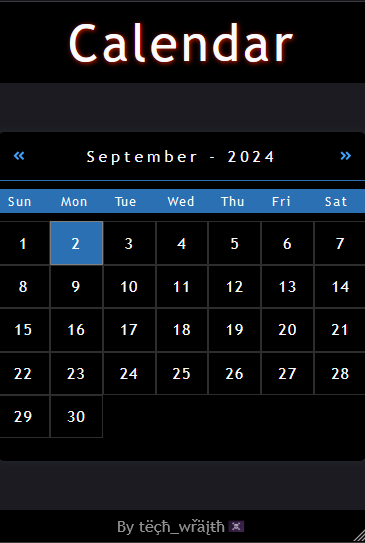 Calendar
« September - 2024 »
Sun Mon Tue Wed Thu Fri Sat
1 2 3 4 5 6 7
8 9 10 11 12 13 14
15 16 17 18 19 20 21
22 23 24 25 26 27 28
29 30
By tëçħ_wřäįŧħ